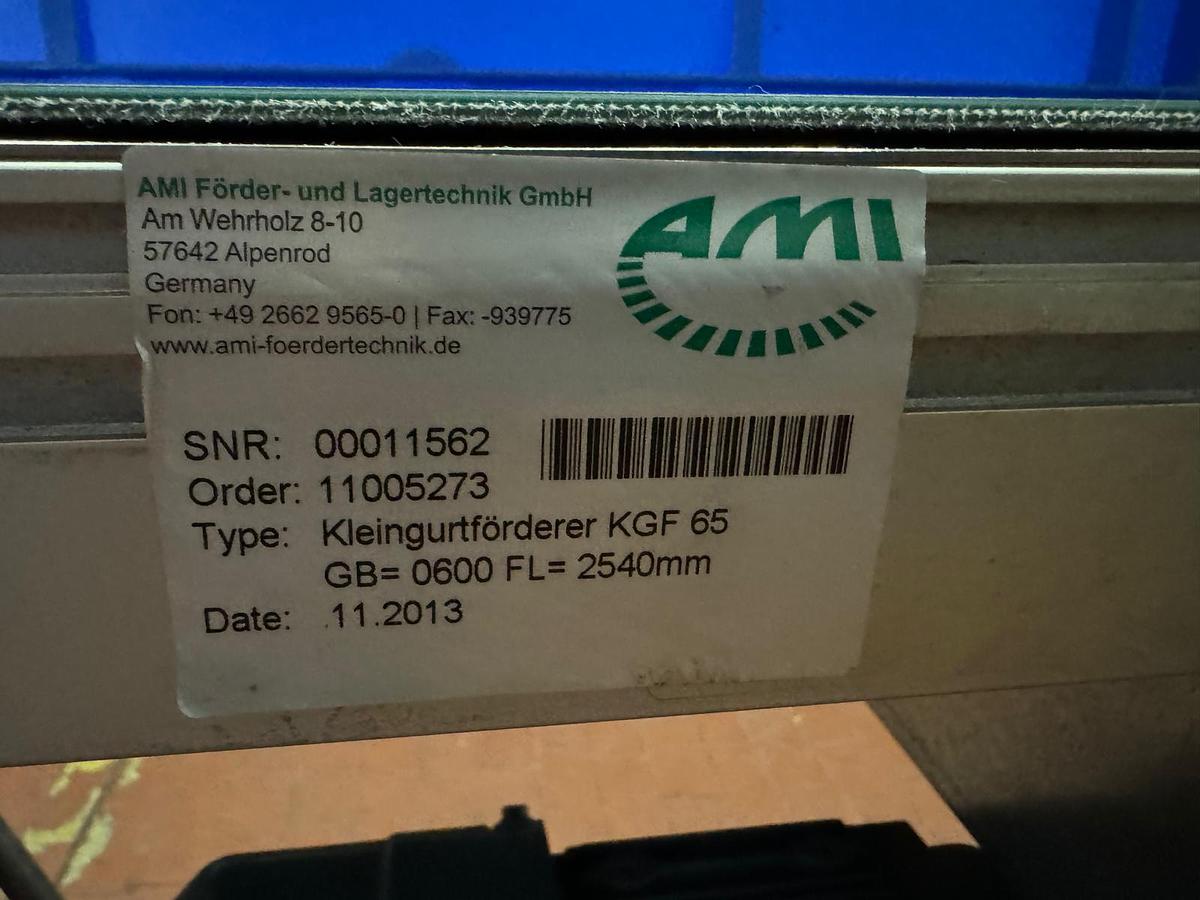 AMI Förder- und Lagertechnik GmbH
Am Wehrholz 8-10
57642 Alpenrod
Germany
Fon: +49 2662 9565-0 | Fax: -939775
www.ami-foerdertechnik.de
AMI
SNR: 00011562
Order: 11005273
Type: Kleingurtförderer KGF 65
GB= 0600 FL= 2540mm
Date: .11.2013